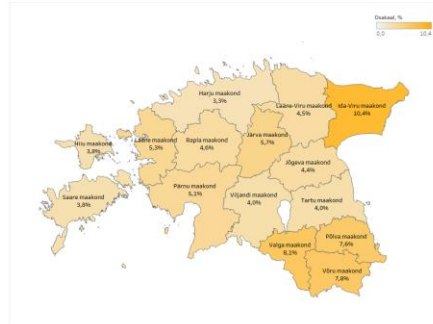 Osakaal, %
0,0 10,4
Harju maakond
3,3%
Lääne-Viru maakond
4,5%
Ida-Viru maakond
10,4%
Hiiu maakond
3,8%
Lääne maakond
5,3%
Rapla maakond
4,6%
Järva maakond
5,7%
Jõgeva maakond
4,4%
Saare maakond
3,8%
Pärnu maakond
5,1%
Viljandi maakond
4,0%
Tartu maakond
4,0%
Valga maakond
8,2%
Põlva maakond
7,6%
Võru maakond
7,8%